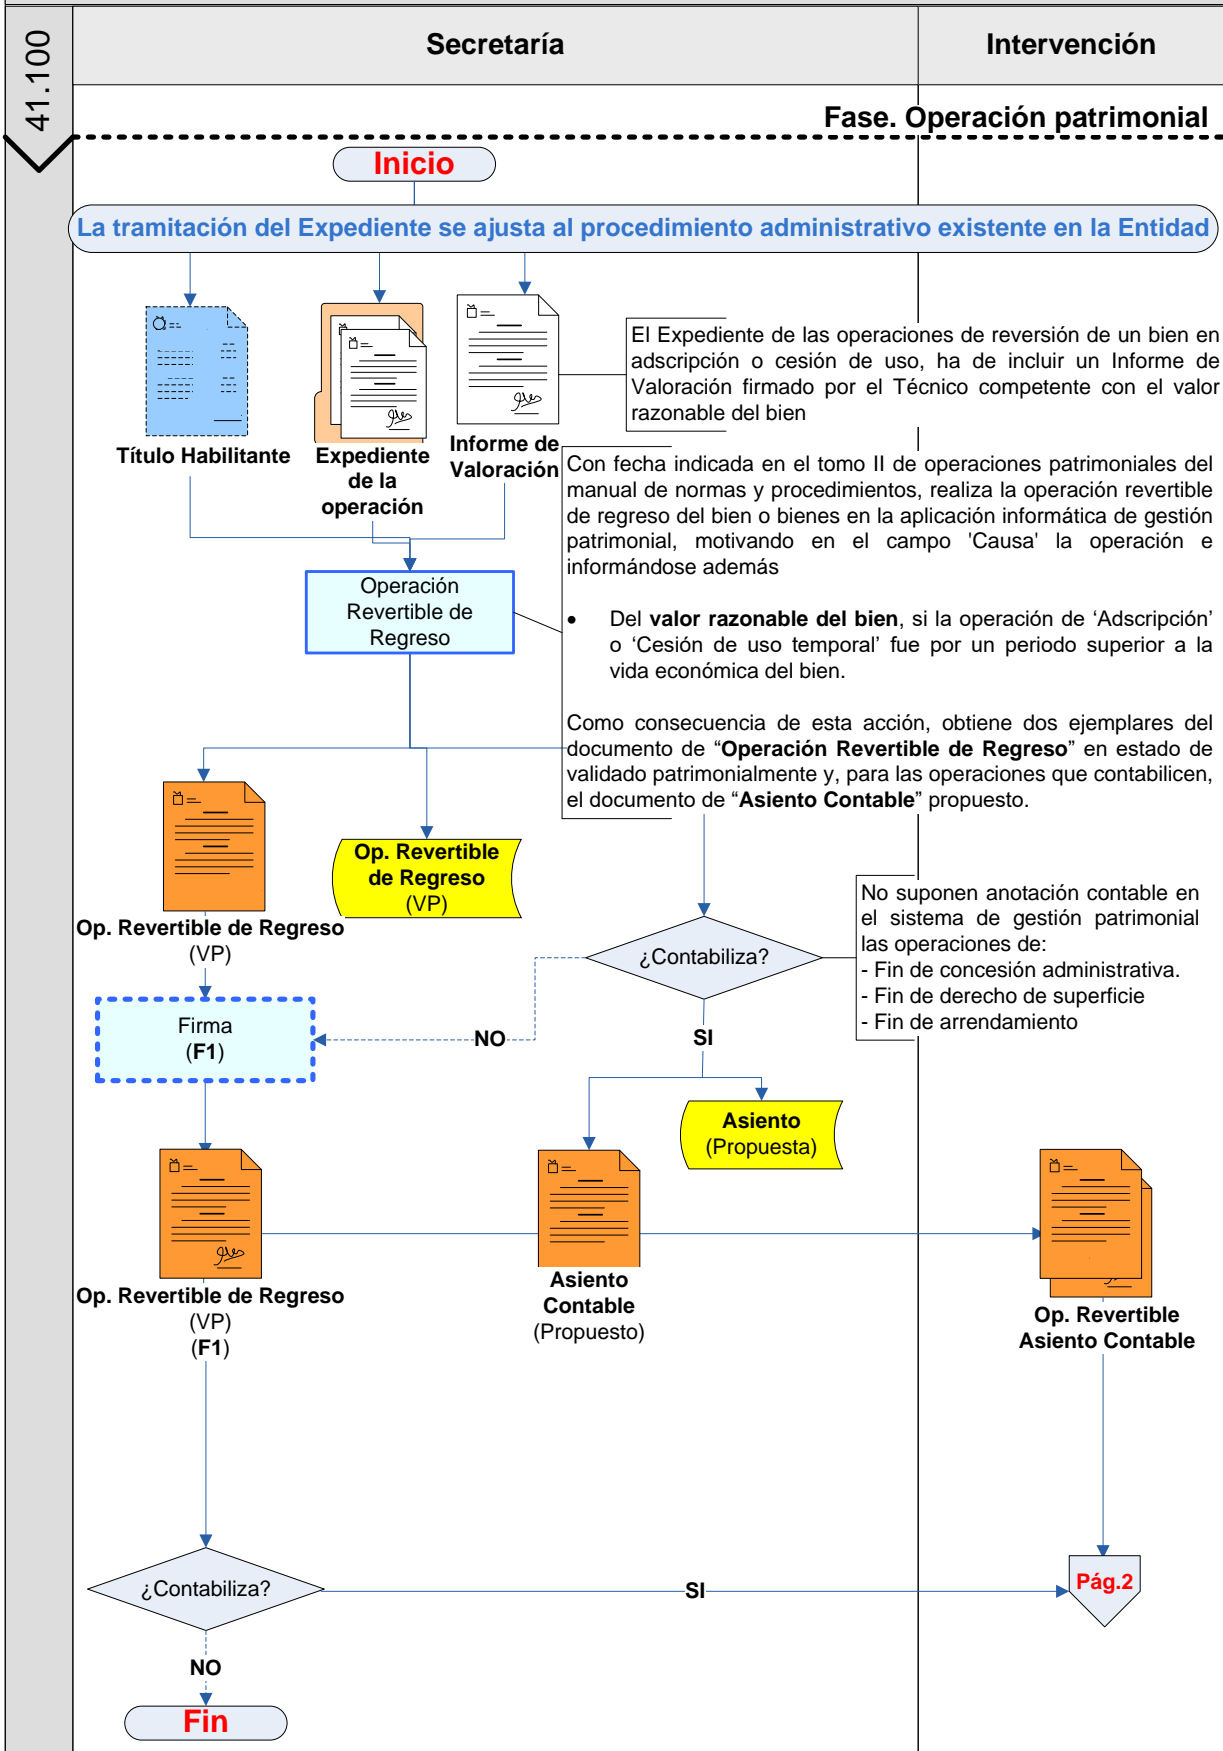 41.100
Secretaría
Intervención
Fase. Operación patrimonial
Inicio
La tramitación del Expediente se ajusta al procedimiento administrativo existente en la Entidad
El Expediente de las operaciones de reversión de un bien en
adscripción o cesión de uso, ha de incluir un Informe de
Valoración firmado por el Técnico competente con el valor
razonable del bien
Título Habilitante
Expediente
de la
operación
Informe de
Valoración
Con fecha indicada en el tomo II de operaciones patrimoniales del
manual de normas y procedimientos, realiza la operación revertible
de regreso del bien o bienes en la aplicación informática de gestión
patrimonial, motivando en el campo 'Causa' la operación e
informándose además
• Del valor razonable del bien, si la operación de ‘Adscripción’
o ‘Cesión de uso temporal’ fue por un periodo superior a la
vida económica del bien.
Como consecuencia de esta acción, obtiene dos ejemplares del
documento de “Operación Revertible de Regreso” en estado de
validado patrimonialmente y, para las operaciones que contabilicen,
el documento de “Asiento Contable” propuesto.
Operación
Revertible de
Regreso
Op. Revertible
de Regreso
(VP)
Op. Revertible de Regreso
(VP)
¿Contabiliza?
No suponen anotación contable en
el sistema de gestión patrimonial
las operaciones de:
- Fin de concesión administrativa.
- Fin de derecho de superficie
- Fin de arrendamiento
Firma
(F1)
NO
SI
Asiento
(Propuesta)
Op. Revertible de Regreso
(VP)
(F1)
Asiento
Contable
(Propuesto)
Op. Revertible
Asiento Contable
¿Contabiliza?
SI
Pág.2
NO
Fin